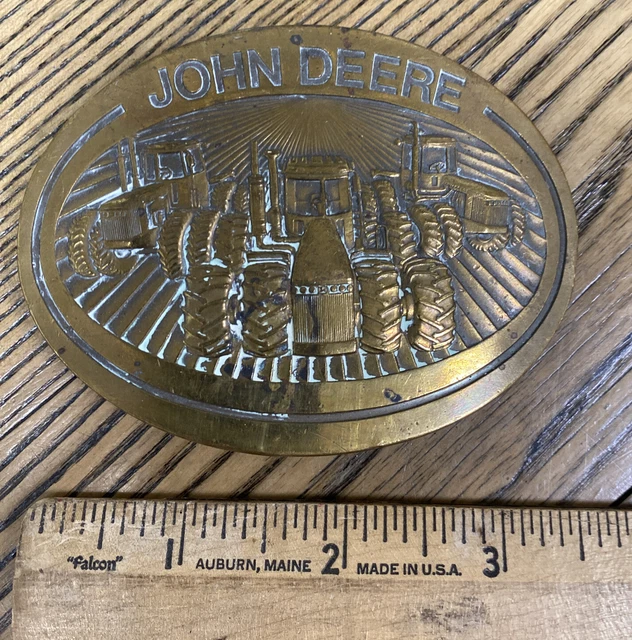 JOHN DEERE
1 2 3
"Falcon" AUBURN, MAINE MADE IN U.S.A.